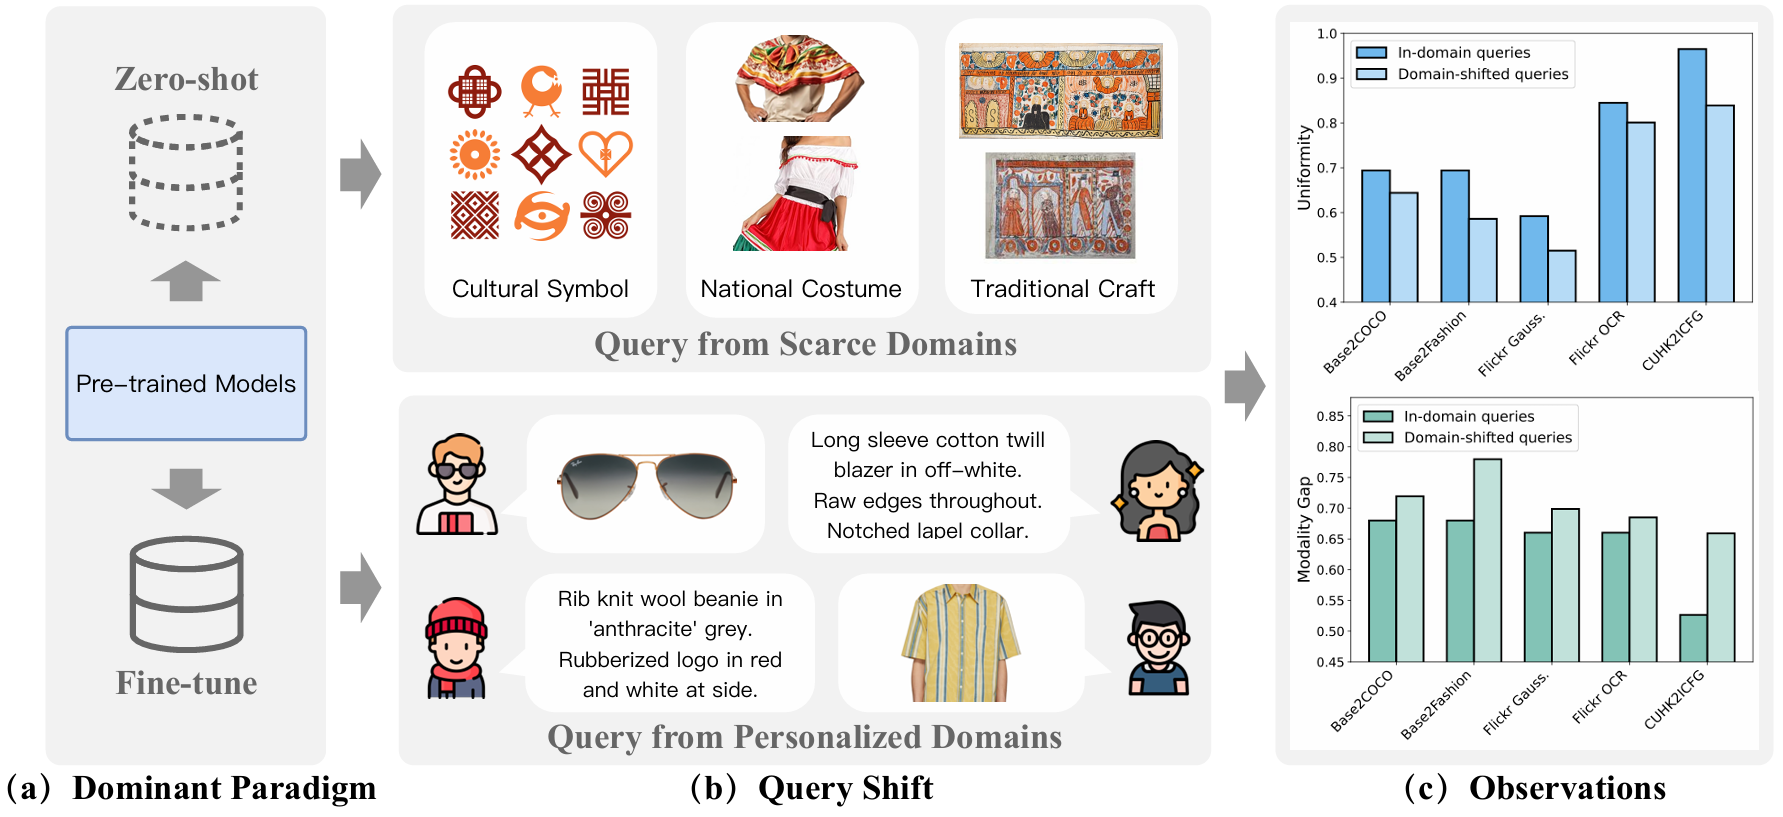 Zero-shot
Pre-trained Models
Fine-tune
(a) Dominant Paradigm
Cultural Symbol
National Costume
Traditional Craft
Query from Scarce Domains
Long sleeve cotton twill
blazer in off-white.
Raw edges throughout.
Notched lapel collar.
Rib knit wool beanie in
'anthracite' grey.
Rubberized logo in red
and white at side.
Query from Personalized Domains
(b) Query Shift
1.0
0.9
0.8
0.7
0.6
0.5
0.4
Uniformity
In-domain queries
Domain-shifted queries
Base2COCO
Base2Fashion
Flickr Gauss.
Flickr OCR
CUHK2ICFG
0.85
0.80
0.75
0.70
0.65
0.60
0.55
0.50
0.45
Modality Gap
In-domain queries
Domain-shifted queries
Base2COCO
Base2Fashion
Flickr Gauss.
Flickr OCR
CUHK2ICFG
(c) Observations